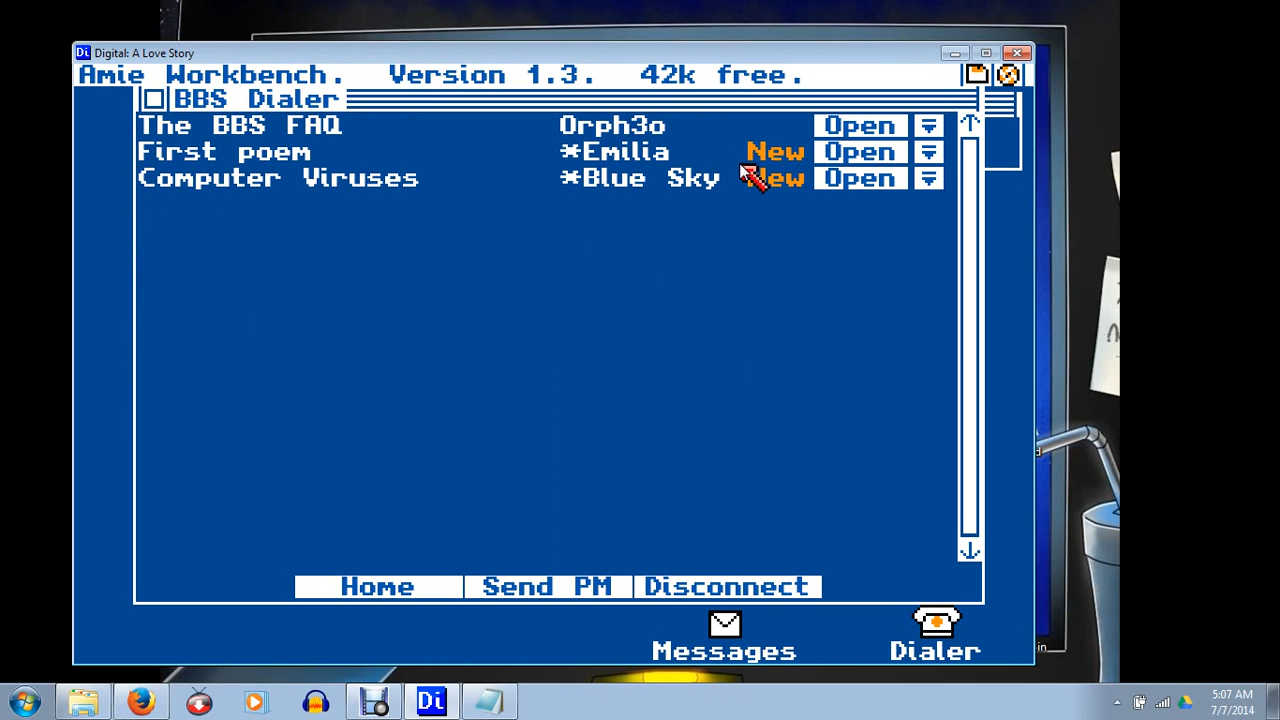 Di Digital: A Love Story
Amie Workbench. Version 1.3. 42k free.
BBS Dialer
The BBS FAQ Orph3o Open
First poem *Emilia New Open
Computer Viruses *Blue Sky New Open
Home Send PM Disconnect
Messages Dialer
Di
5:07 AM
7/7/2014